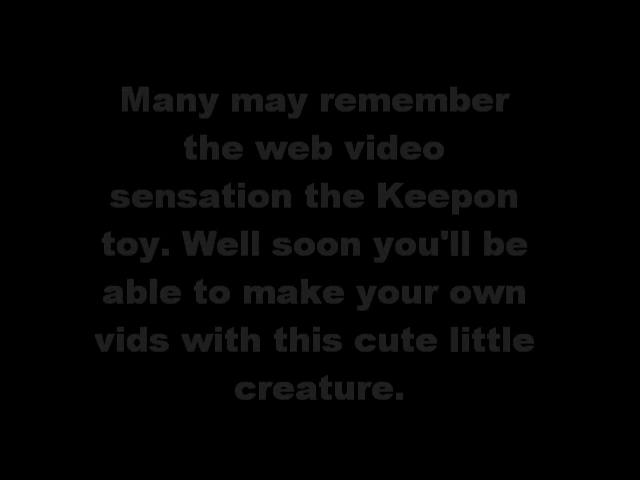 Many may remember
the web video
sensation the Keepon
toy. Well soon you'll be
able to make your own
vids with this cute little
creature.